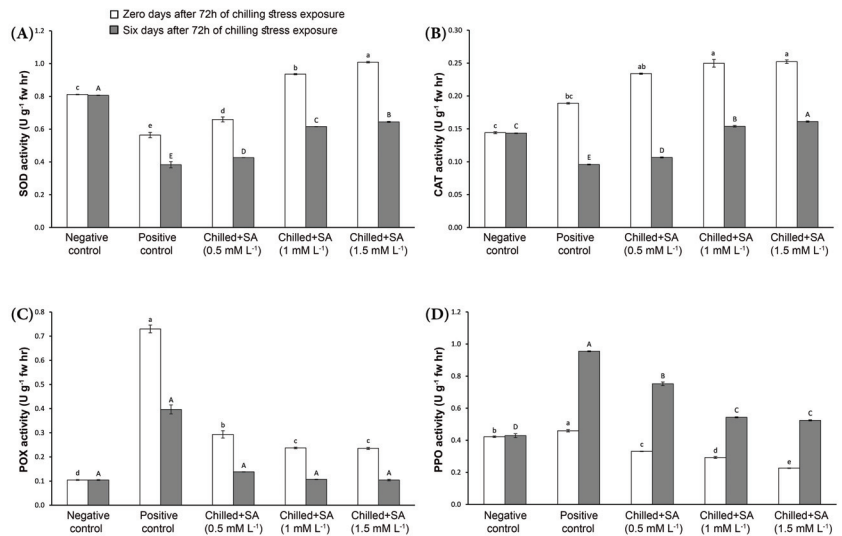 Zero days after 72h of chilling stress exposure
Six days after 72h of chilling stress exposure
(A)
SOD activity (U g⁻¹ fw hr)
1.2
1.0
0.8
0.6
0.4
0.2
0.0
c A
e E
d D
b C
a B
Negative control
Positive control
Chilled+SA (0.5 mM L⁻¹)
Chilled+SA (1 mM L⁻¹)
Chilled+SA (1.5 mM L⁻¹)
(B)
CAT activity (U g⁻¹ fw hr)
0.30
0.25
0.20
0.15
0.10
0.05
0.00
c C
bc E
ab D
a B
a A
Negative control
Positive control
Chilled+SA (0.5 mM L⁻¹)
Chilled+SA (1 mM L⁻¹)
Chilled+SA (1.5 mM L⁻¹)
(C)
POX activity (U g⁻¹ fw hr)
0.8
0.7
0.6
0.5
0.4
0.3
0.2
0.1
0.0
d A
a A
b A
c A
c A
Negative control
Positive control
Chilled+SA (0.5 mM L⁻¹)
Chilled+SA (1 mM L⁻¹)
Chilled+SA (1.5 mM L⁻¹)
(D)
PPO activity (U g⁻¹ fw hr)
1.2
1.0
0.8
0.6
0.4
0.2
0.0
b D
a A
c B
d C
e C
Negative control
Positive control
Chilled+SA (0.5 mM L⁻¹)
Chilled+SA (1 mM L⁻¹)
Chilled+SA (1.5 mM L⁻¹)